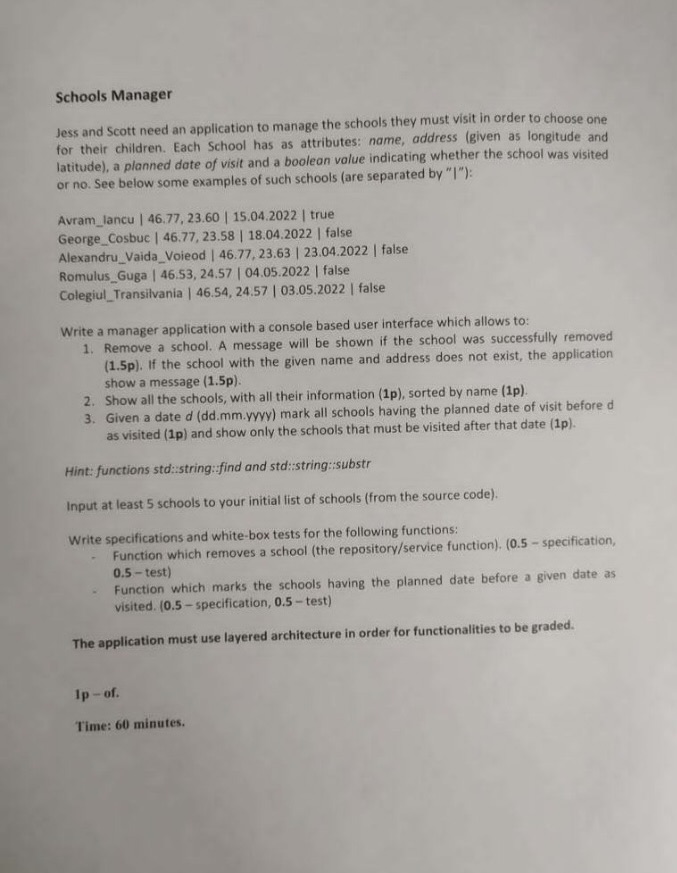 Schools Manager
Jess and Scott need an application to manage the schools they must visit in order to choose one
for their children. Each School has as attributes: name, address (given as longitude and
latitude), a planned date of visit and a boolean value indicating whether the school was visited
or no. See below some examples of such schools (are separated by "|"):
Avram_Iancu | 46.77, 23.60 | 15.04.2022 | true
George_Cosbuc | 46.77, 23.58 | 18.04.2022 | false
Alexandru_Vaida_Voieod | 46.77, 23.63 | 23.04.2022 | false
Romulus_Guga | 46.53, 24.57 | 04.05.2022 | false
Colegiul_Transilvania | 46.54, 24.57 | 03.05.2022 | false
Write a manager application with a console based user interface which allows to:
1. Remove a school. A message will be shown if the school was successfully removed
(1.5p). If the school with the given name and address does not exist, the application
show a message (1.5p).
2. Show all the schools, with all their information (1p), sorted by name (1p).
3. Given a date d (dd.mm.yyyy) mark all schools having the planned date of visit before d
as visited (1p) and show only the schools that must be visited after that date (1p).
Hint: functions std::string::find and std::string::substr
Input at least 5 schools to your initial list of schools (from the source code).
Write specifications and white-box tests for the following functions:
- Function which removes a school (the repository/service function). (0.5 – specification,
0.5 – test)
- Function which marks the schools having the planned date before a given date as
visited. (0.5 – specification, 0.5 – test)
The application must use layered architecture in order for functionalities to be graded.
1p – of.
Time: 60 minutes.